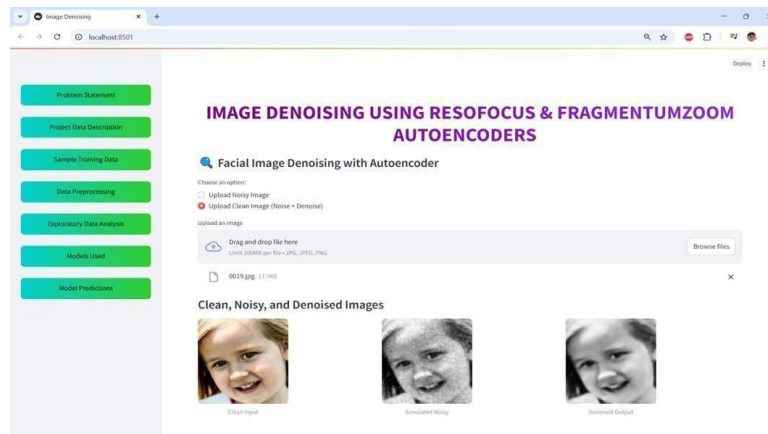 Image Denoising
localhost:8501
Deploy
Problem Statement
Project Data Description
Sample Training Data
Data Preprocessing
Exploratory Data Analysis
Models Used
Model Predictions
IMAGE DENOISING USING RESOFOCUS & FRAGMENTUMZOOM
AUTOENCODERS
Facial Image Denoising with Autoencoder
Choose an option:
Upload Noisy Image
Upload Clean Image (Noise + Denoise)
Upload an image
Drag and drop file here
Limit 200MB per file • JPG, JPEG, PNG
Browse files
0019.jpg 17.7KB
Clean, Noisy, and Denoised Images
Clean Input
Simulated Noisy
Denoised Output